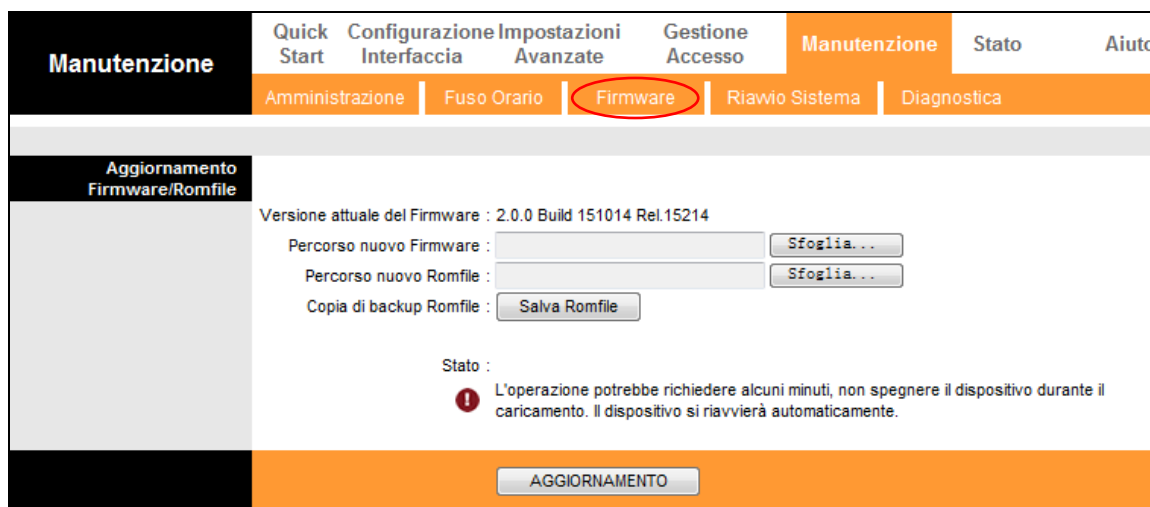 Manutenzione
Quick Start
Configurazione Interfaccia
Impostazioni Avanzate
Gestione Accesso
Manutenzione
Stato
Aiuto
Amministrazione
Fuso Orario
Firmware
Riavvio Sistema
Diagnostica
Aggiornamento
Firmware/Romfile
Versione attuale del Firmware : 2.0.0 Build 151014 Rel.15214
Percorso nuovo Firmware : Sfoglia...
Percorso nuovo Romfile : Sfoglia...
Copia di backup Romfile : Salva Romfile
Stato :
L'operazione potrebbe richiedere alcuni minuti, non spegnere il dispositivo durante il
caricamento. Il dispositivo si riavvierà automaticamente.
AGGIORNAMENTO